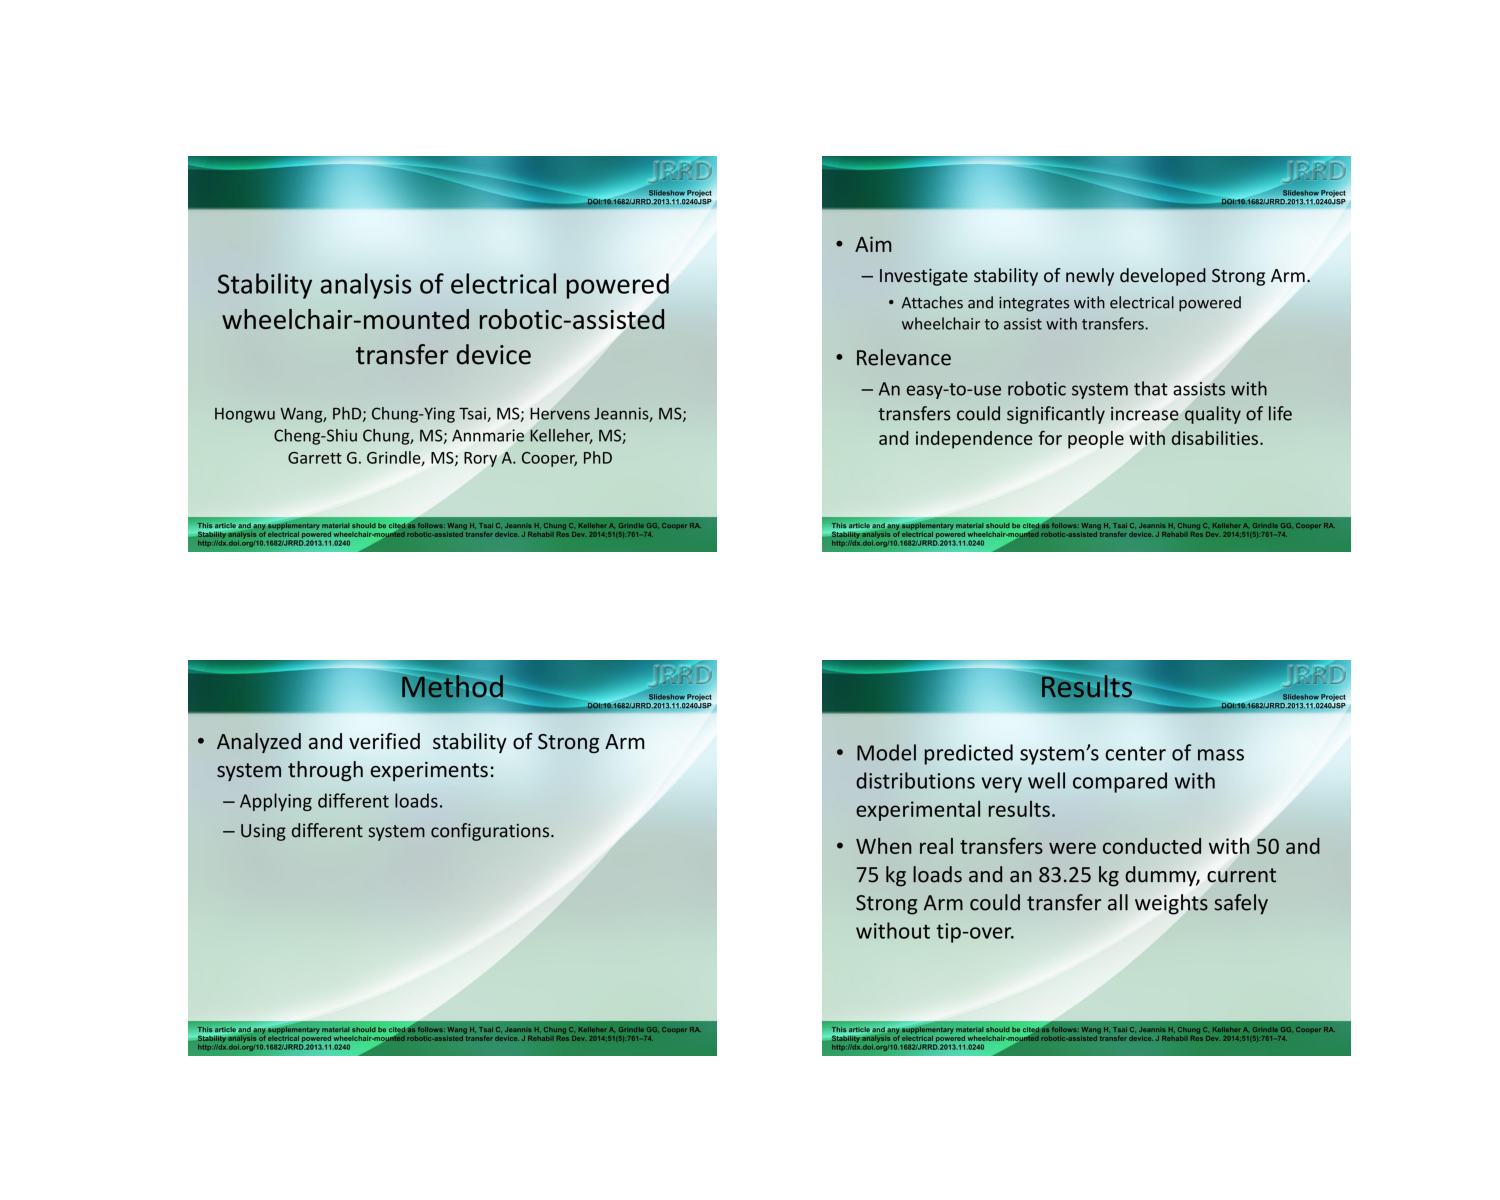 JRRD
Slideshow Project
DOI:10.1682/JRRD.2013.11.0240JSP
Stability analysis of electrical powered
wheelchair-mounted robotic-assisted
transfer device
Hongwu Wang, PhD; Chung-Ying Tsai, MS; Hervens Jeannis, MS;
Cheng-Shiu Chung, MS; Annmarie Kelleher, MS;
Garrett G. Grindle, MS; Rory A. Cooper, PhD
This article and any supplementary material should be cited as follows: Wang H, Tsai C, Jeannis H, Chung C, Kelleher A, Grindle GG, Cooper RA.
Stability analysis of electrical powered wheelchair-mounted robotic-assisted transfer device. J Rehabil Res Dev. 2014;51(5):761–74.
http://dx.doi.org/10.1682/JRRD.2013.11.0240
JRRD
Slideshow Project
DOI:10.1682/JRRD.2013.11.0240JSP
• Aim
– Investigate stability of newly developed Strong Arm.
• Attaches and integrates with electrical powered
wheelchair to assist with transfers.
• Relevance
– An easy-to-use robotic system that assists with
transfers could significantly increase quality of life
and independence for people with disabilities.
This article and any supplementary material should be cited as follows: Wang H, Tsai C, Jeannis H, Chung C, Kelleher A, Grindle GG, Cooper RA.
Stability analysis of electrical powered wheelchair-mounted robotic-assisted transfer device. J Rehabil Res Dev. 2014;51(5):761–74.
http://dx.doi.org/10.1682/JRRD.2013.11.0240
JRRD
Method
Slideshow Project
DOI:10.1682/JRRD.2013.11.0240JSP
• Analyzed and verified  stability of Strong Arm
system through experiments:
– Applying different loads.
– Using different system configurations.
This article and any supplementary material should be cited as follows: Wang H, Tsai C, Jeannis H, Chung C, Kelleher A, Grindle GG, Cooper RA.
Stability analysis of electrical powered wheelchair-mounted robotic-assisted transfer device. J Rehabil Res Dev. 2014;51(5):761–74.
http://dx.doi.org/10.1682/JRRD.2013.11.0240
JRRD
Results
Slideshow Project
DOI:10.1682/JRRD.2013.11.0240JSP
• Model predicted system’s center of mass
distributions very well compared with
experimental results.
• When real transfers were conducted with 50 and
75 kg loads and an 83.25 kg dummy, current
Strong Arm could transfer all weights safely
without tip-over.
This article and any supplementary material should be cited as follows: Wang H, Tsai C, Jeannis H, Chung C, Kelleher A, Grindle GG, Cooper RA.
Stability analysis of electrical powered wheelchair-mounted robotic-assisted transfer device. J Rehabil Res Dev. 2014;51(5):761–74.
http://dx.doi.org/10.1682/JRRD.2013.11.0240